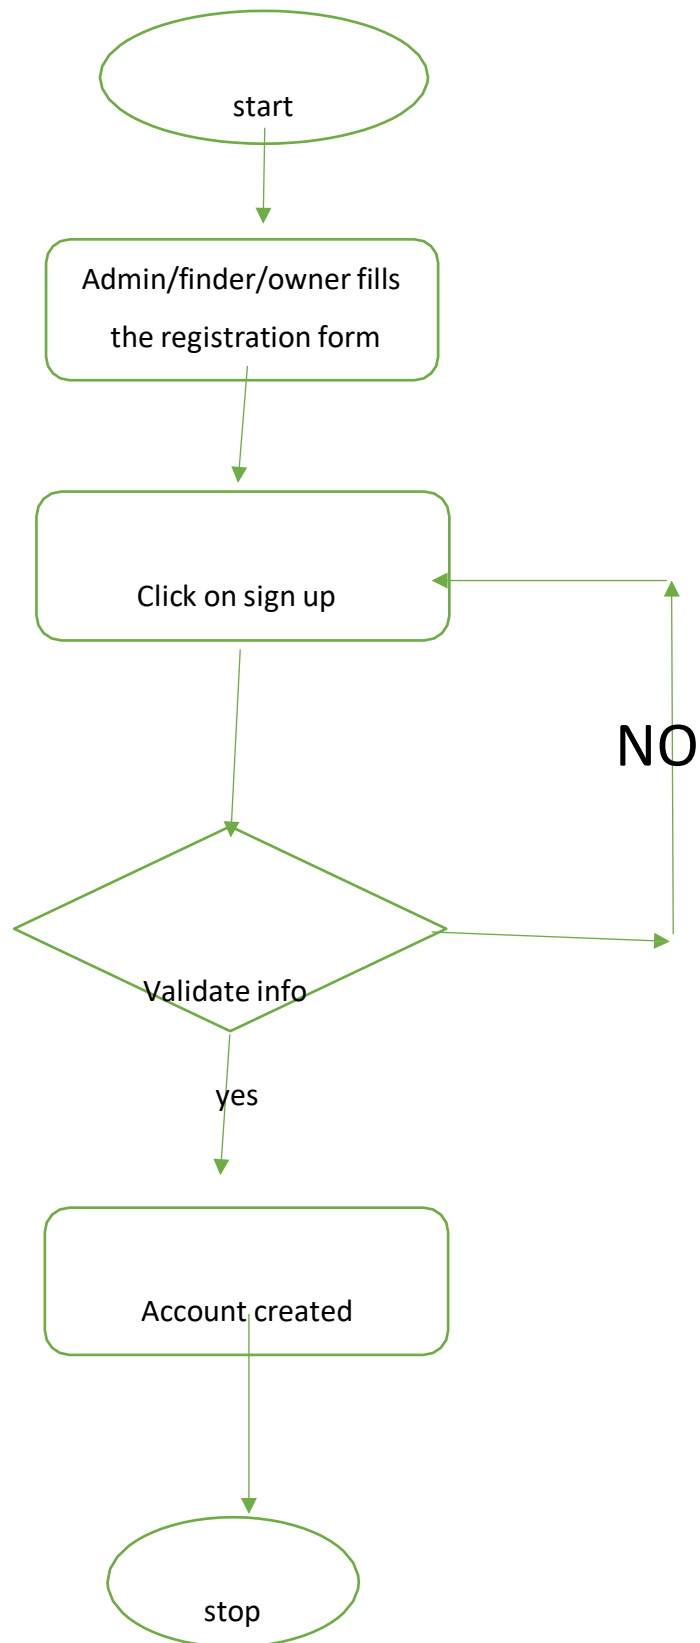 start
Admin/finder/owner fills
the registration form
Click on sign up
NO
Validate info
yes
Account created
stop